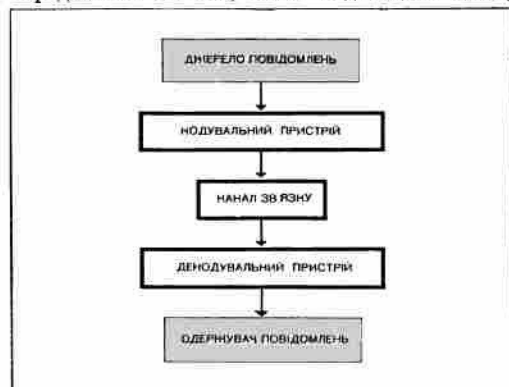 ДЖЕРЕЛО ПОВІДОМЛЕНЬ
КОДУВАЛЬНИЙ ПРИСТРІЙ
КАНАЛ ЗВ'ЯЗКУ
ДЕКОДУВАЛЬНИЙ ПРИСТРІЙ
ОДЕРЖУВАЧ ПОВІДОМЛЕНЬ